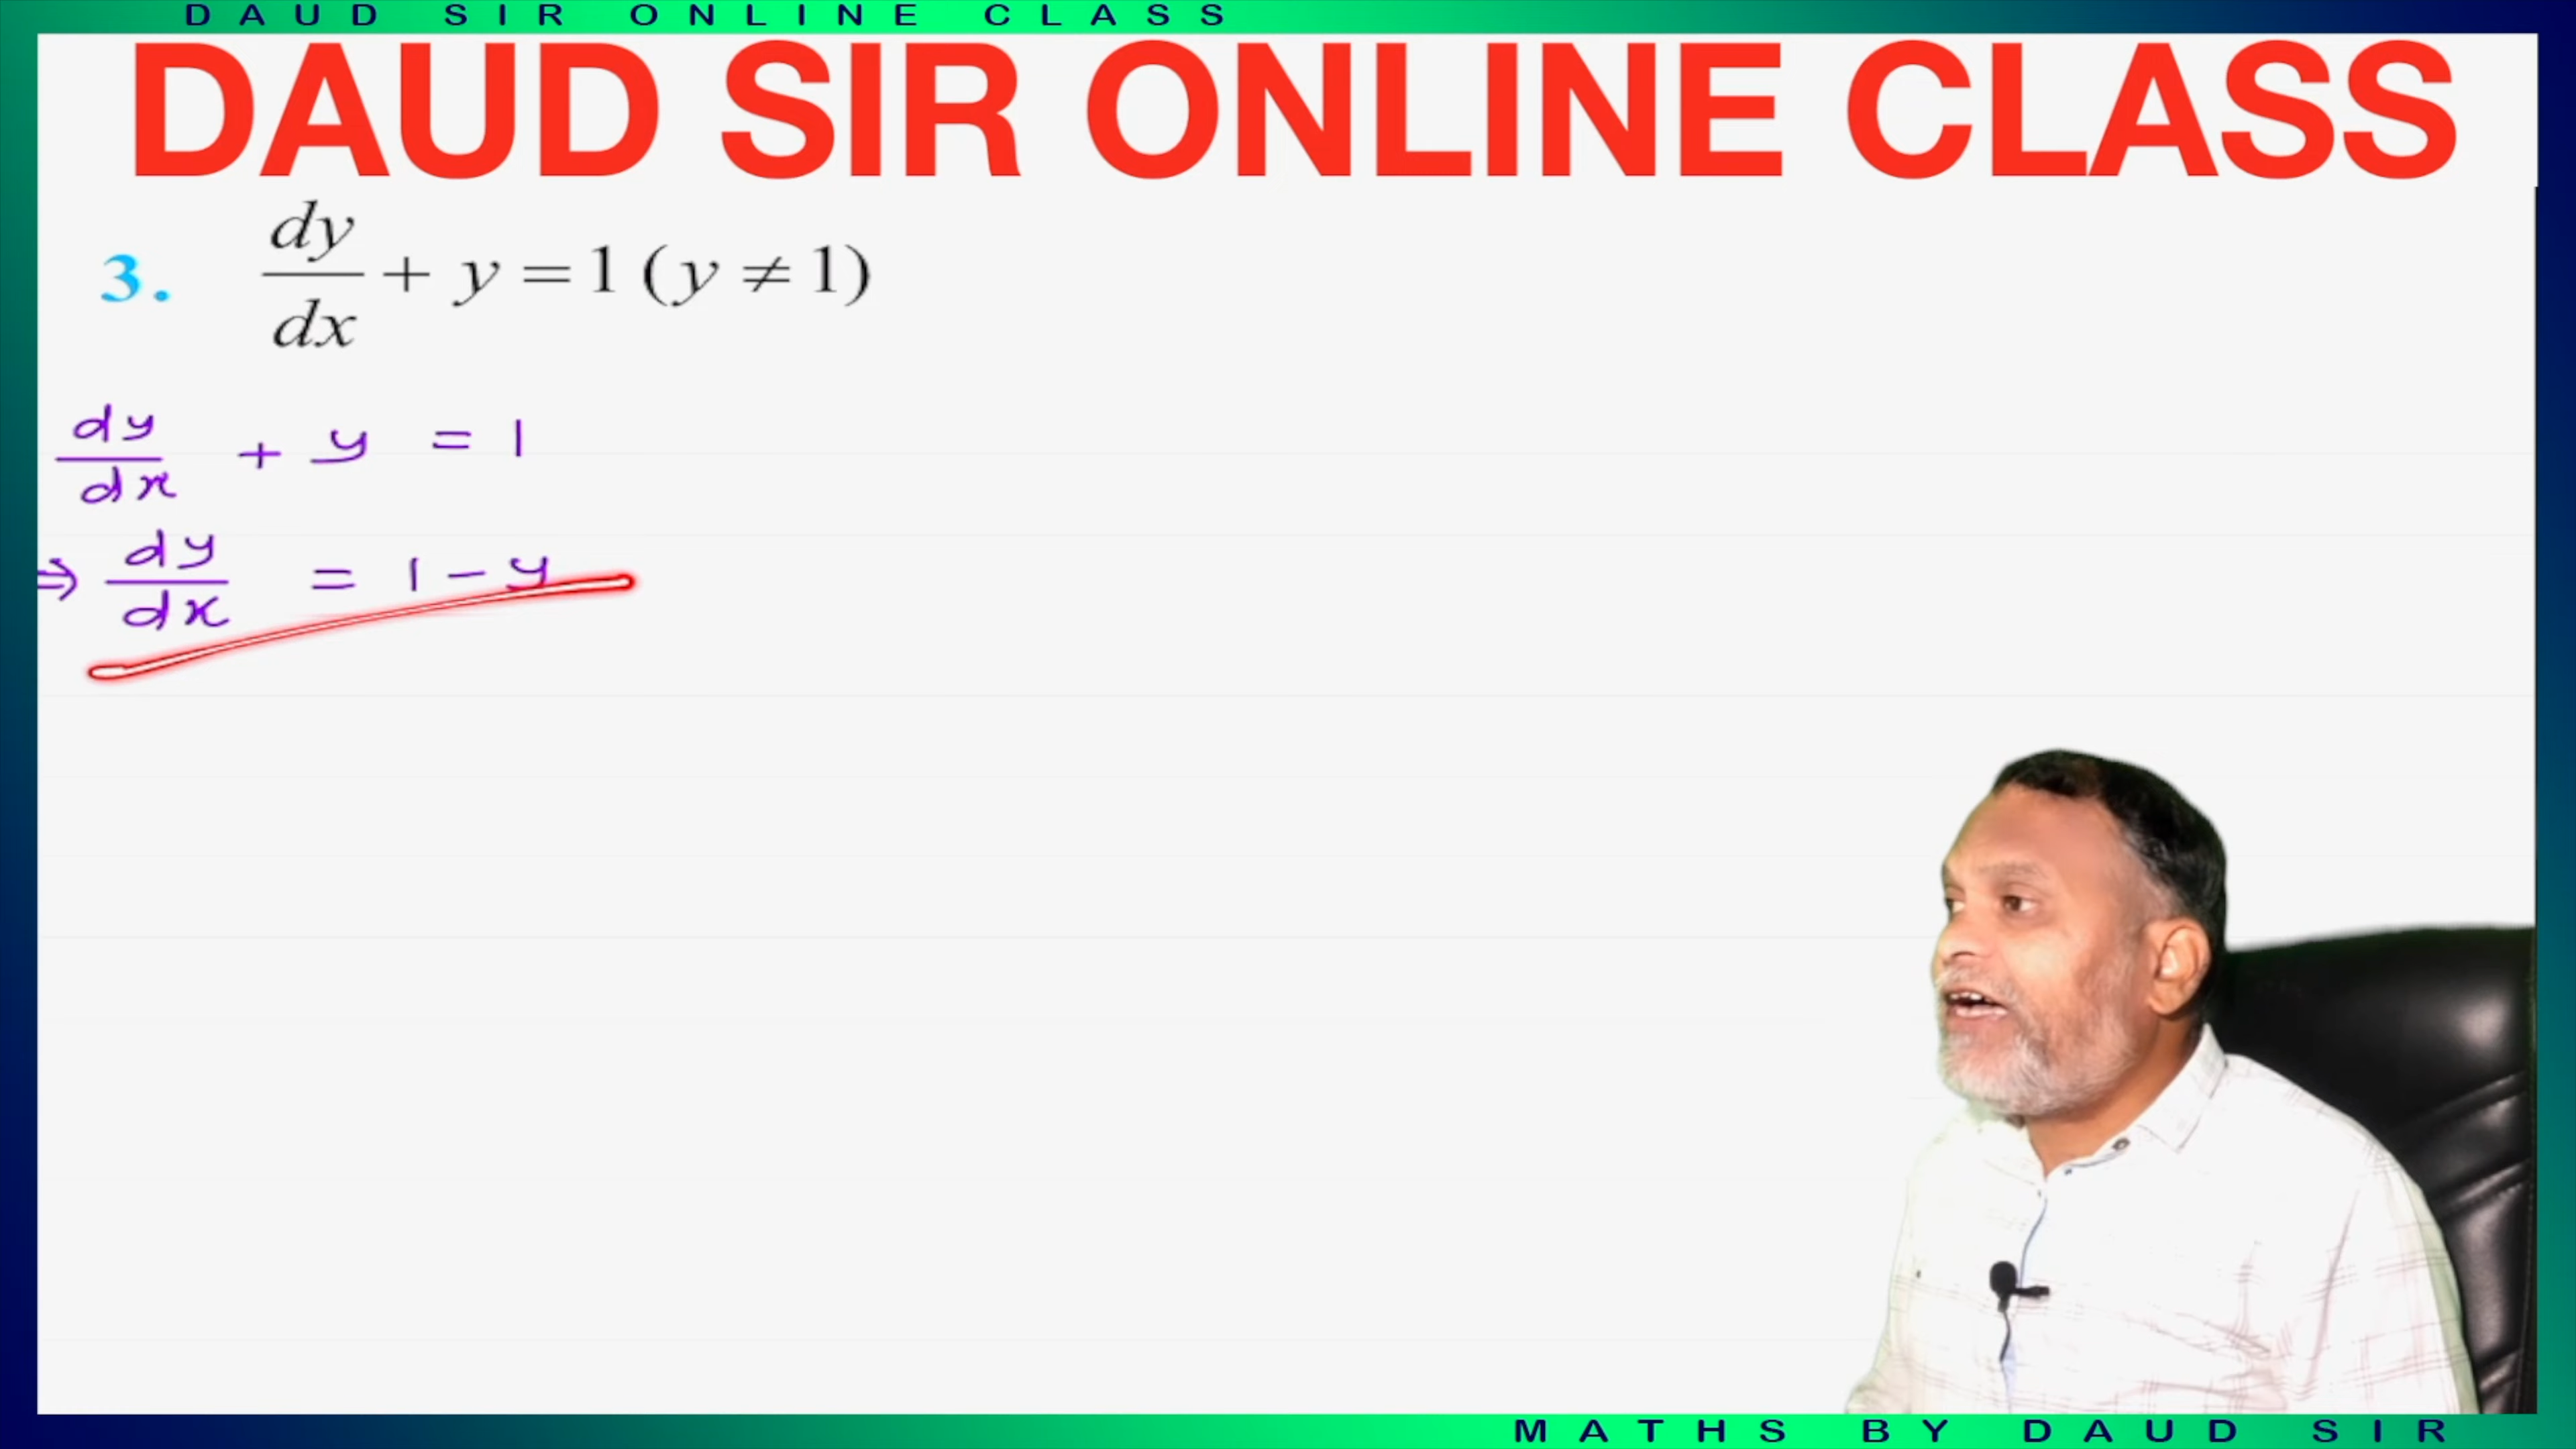 DAUD SIR ONLINE CLASS
DAUD SIR ONLINE CLASS
3. dy/dx + y = 1 (y ≠ 1)
dy/dx + y = 1
⇒ dy/dx = 1 - y
MATHS BY DAUD SIR